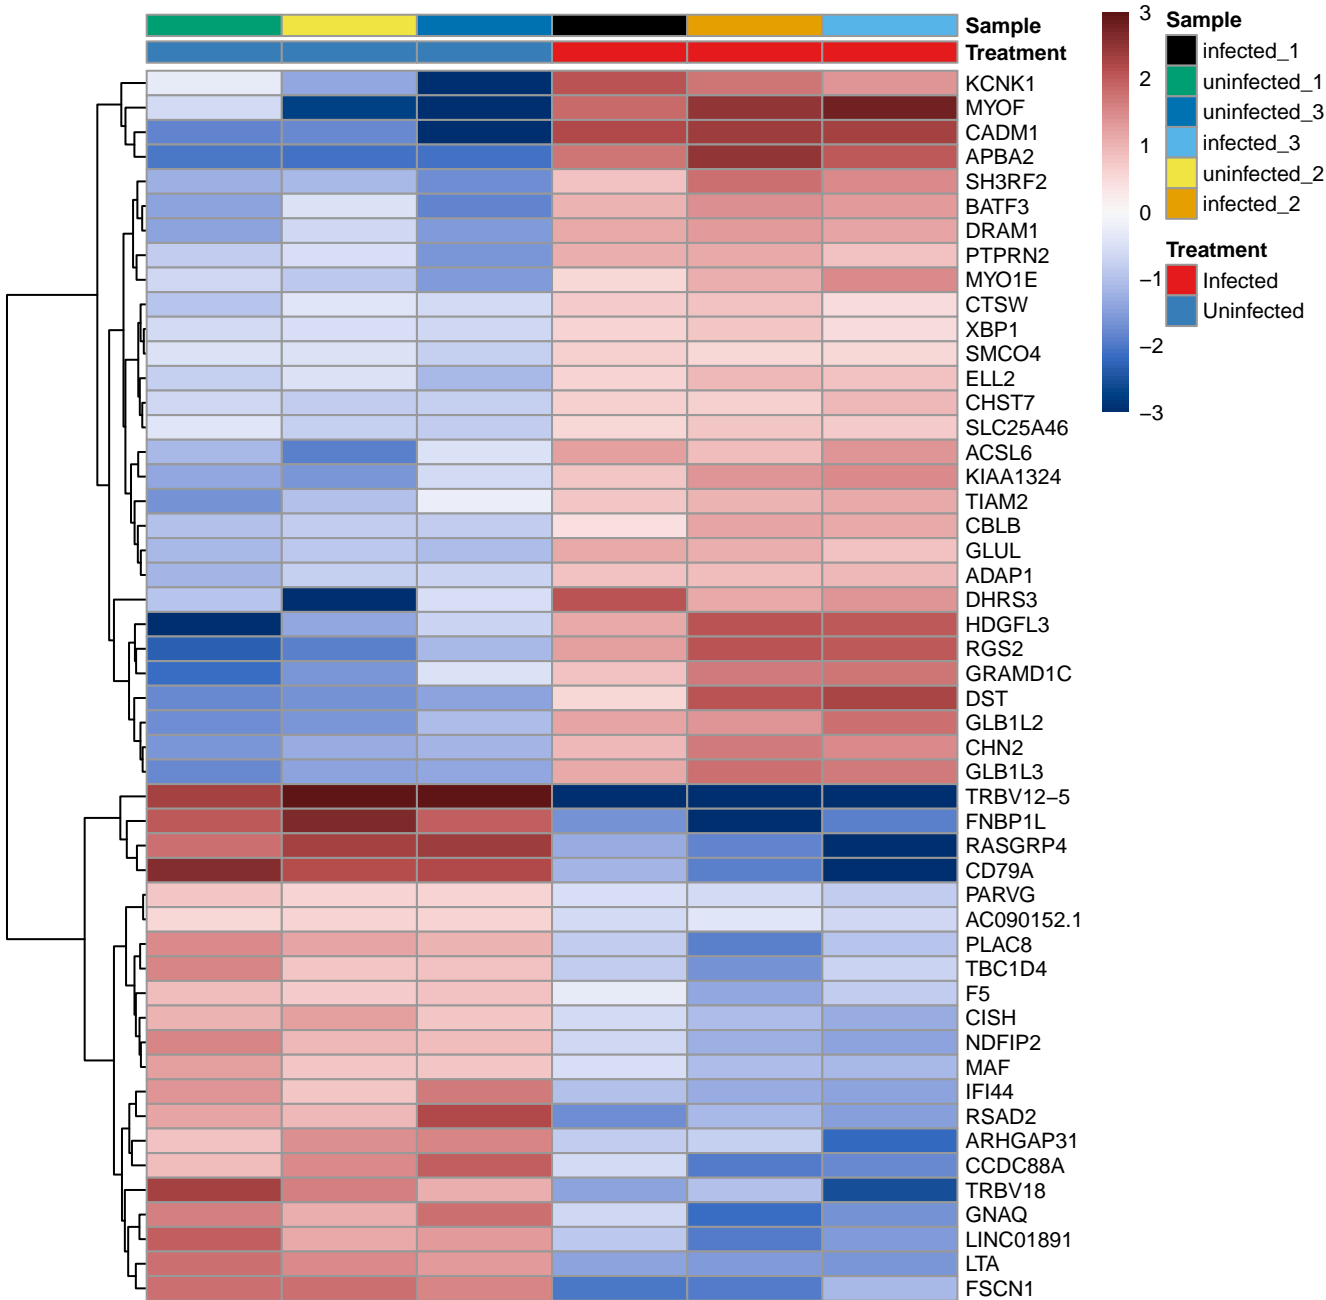 Sample
Treatment
KCNK1
MYOF
CADM1
APBA2
SH3RF2
BATF3
DRAM1
PTPRN2
MYO1E
CTSW
XBP1
SMCO4
ELL2
CHST7
SLC25A46
ACSL6
KIAA1324
TIAM2
CBLB
GLUL
ADAP1
DHRS3
HDGFL3
RGS2
GRAMD1C
DST
GLB1L2
CHN2
GLB1L3
TRBV12−5
FNBP1L
RASGRP4
CD79A
PARVG
AC090152.1
PLAC8
TBC1D4
F5
CISH
NDFIP2
MAF
IFI44
RSAD2
ARHGAP31
CCDC88A
TRBV18
GNAQ
LINC01891
LTA
FSCN1
3
2
1
0
−1
−2
−3
Sample
infected_1
uninfected_1
uninfected_3
infected_3
uninfected_2
infected_2
Treatment
Infected
Uninfected